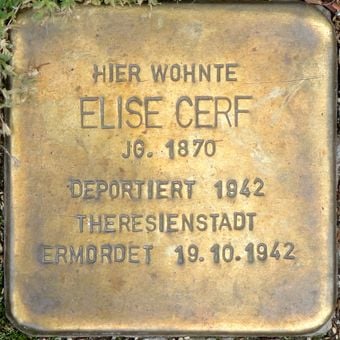 HIER WOHNTE
ELISE CERF
JG. 1870
DEPORTIERT 1942
THERESIENSTADT
ERMORDET 19.10.1942